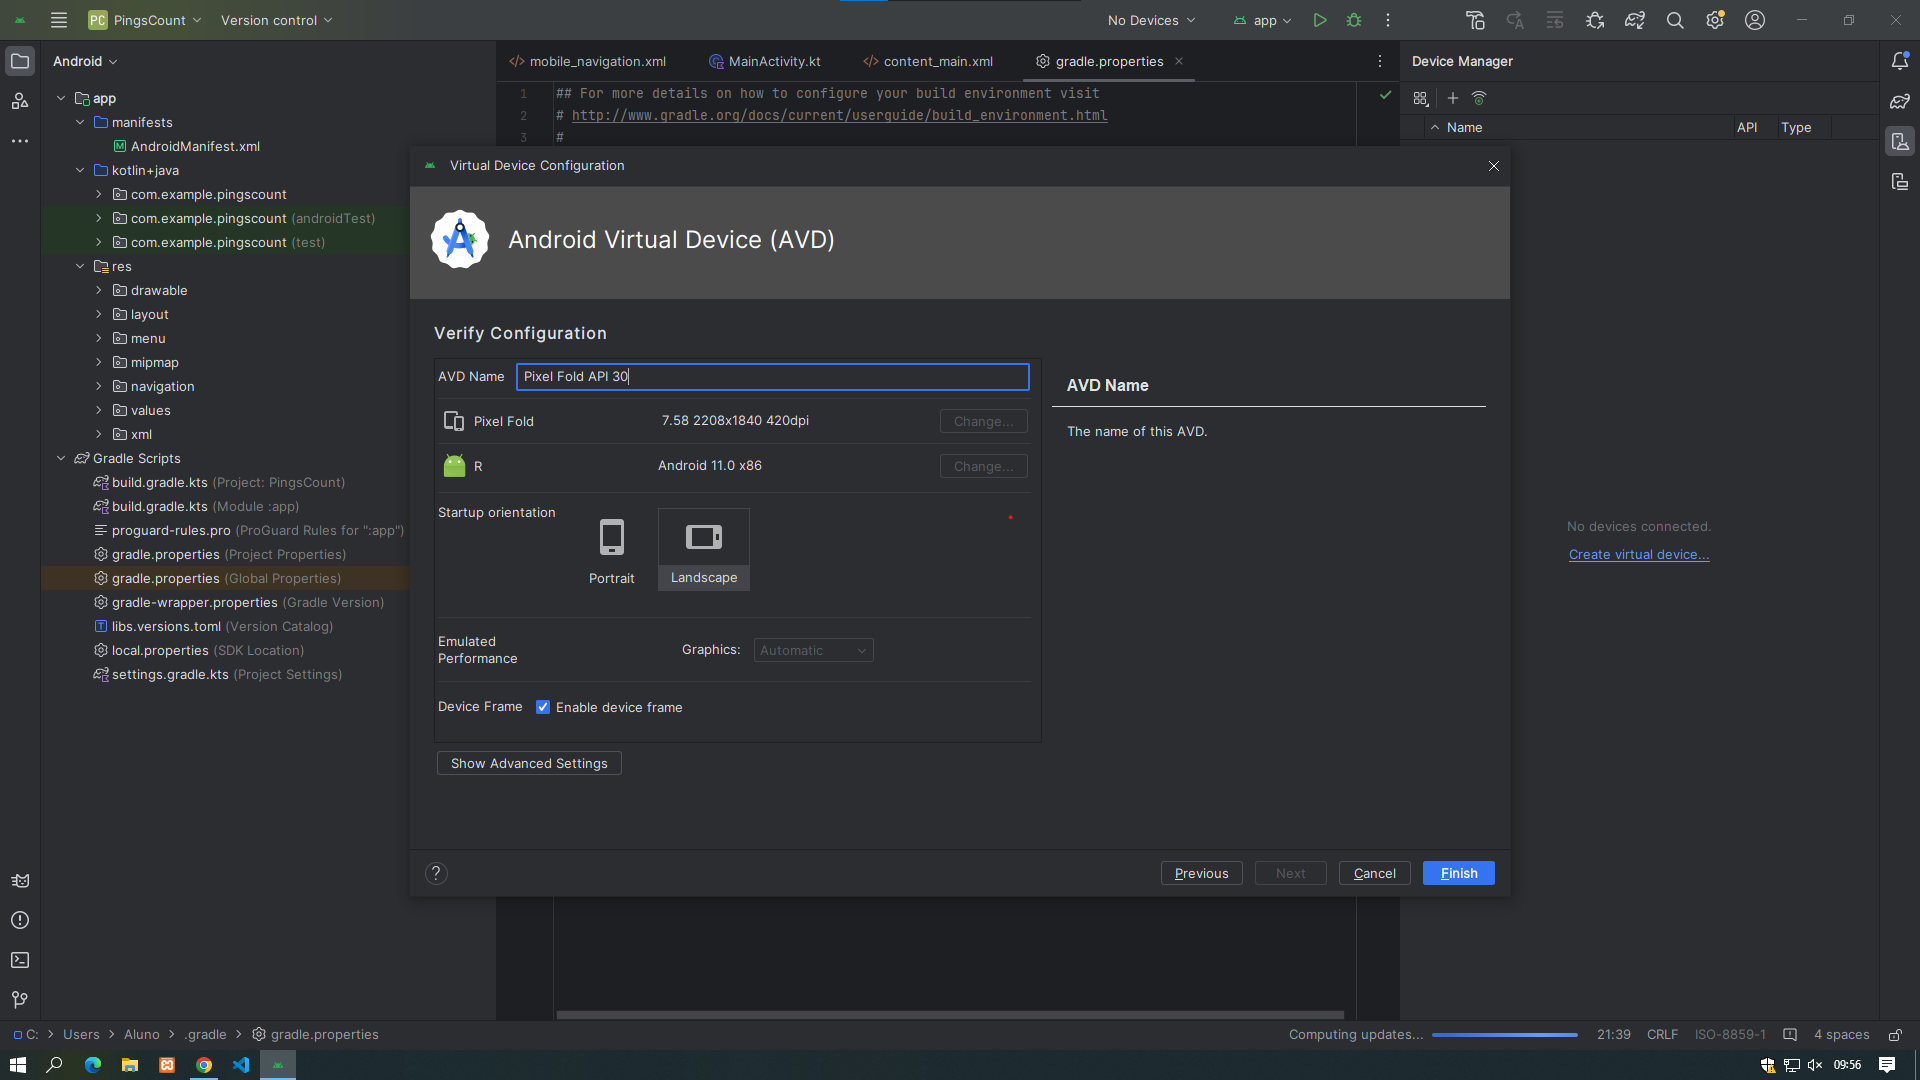 PC PingsCount
Version control
No Devices
app
Android
mobile_navigation.xml
MainActivity.kt
content_main.xml
gradle.properties
Device Manager
app
manifests
AndroidManifest.xml
kotlin+java
com.example.pingscount
com.example.pingscount (androidTest)
com.example.pingscount (test)
res
drawable
layout
menu
mipmap
navigation
values
xml
Gradle Scripts
build.gradle.kts (Project: PingsCount)
build.gradle.kts (Module :app)
proguard-rules.pro (ProGuard Rules for ":app")
gradle.properties (Project Properties)
gradle.properties (Global Properties)
gradle-wrapper.properties (Gradle Version)
libs.versions.toml (Version Catalog)
local.properties (SDK Location)
settings.gradle.kts (Project Settings)
1 ## For more details on how to configure your build environment visit
2 # http://www.gradle.org/docs/current/userguide/build_environment.html
3 #
Name API Type
No devices connected.
Create virtual device...
Virtual Device Configuration
Android Virtual Device (AVD)
Verify Configuration
AVD Name Pixel Fold API 30
Pixel Fold 7.58 2208x1840 420dpi Change...
R Android 11.0 x86 Change...
Startup orientation
Portrait
Landscape
Emulated
Performance
Graphics: Automatic
Device Frame Enable device frame
Show Advanced Settings
AVD Name
The name of this AVD.
? Previous Next Cancel Finish
C: > Users > Aluno > .gradle > gradle.properties
Computing updates...
21:39 CRLF ISO-8859-1 4 spaces
09:56